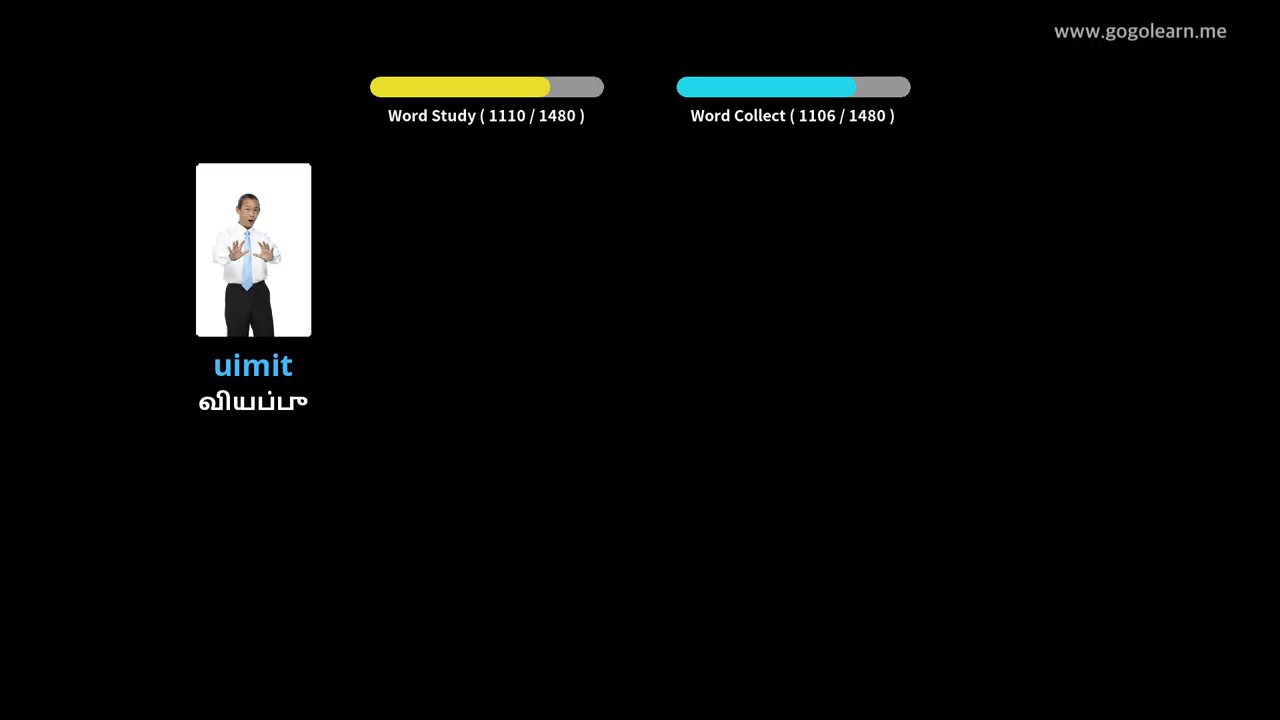 www.gogolearn.me
Word Study ( 1110 / 1480 )
Word Collect ( 1106 / 1480 )
uimit
வியப்பு